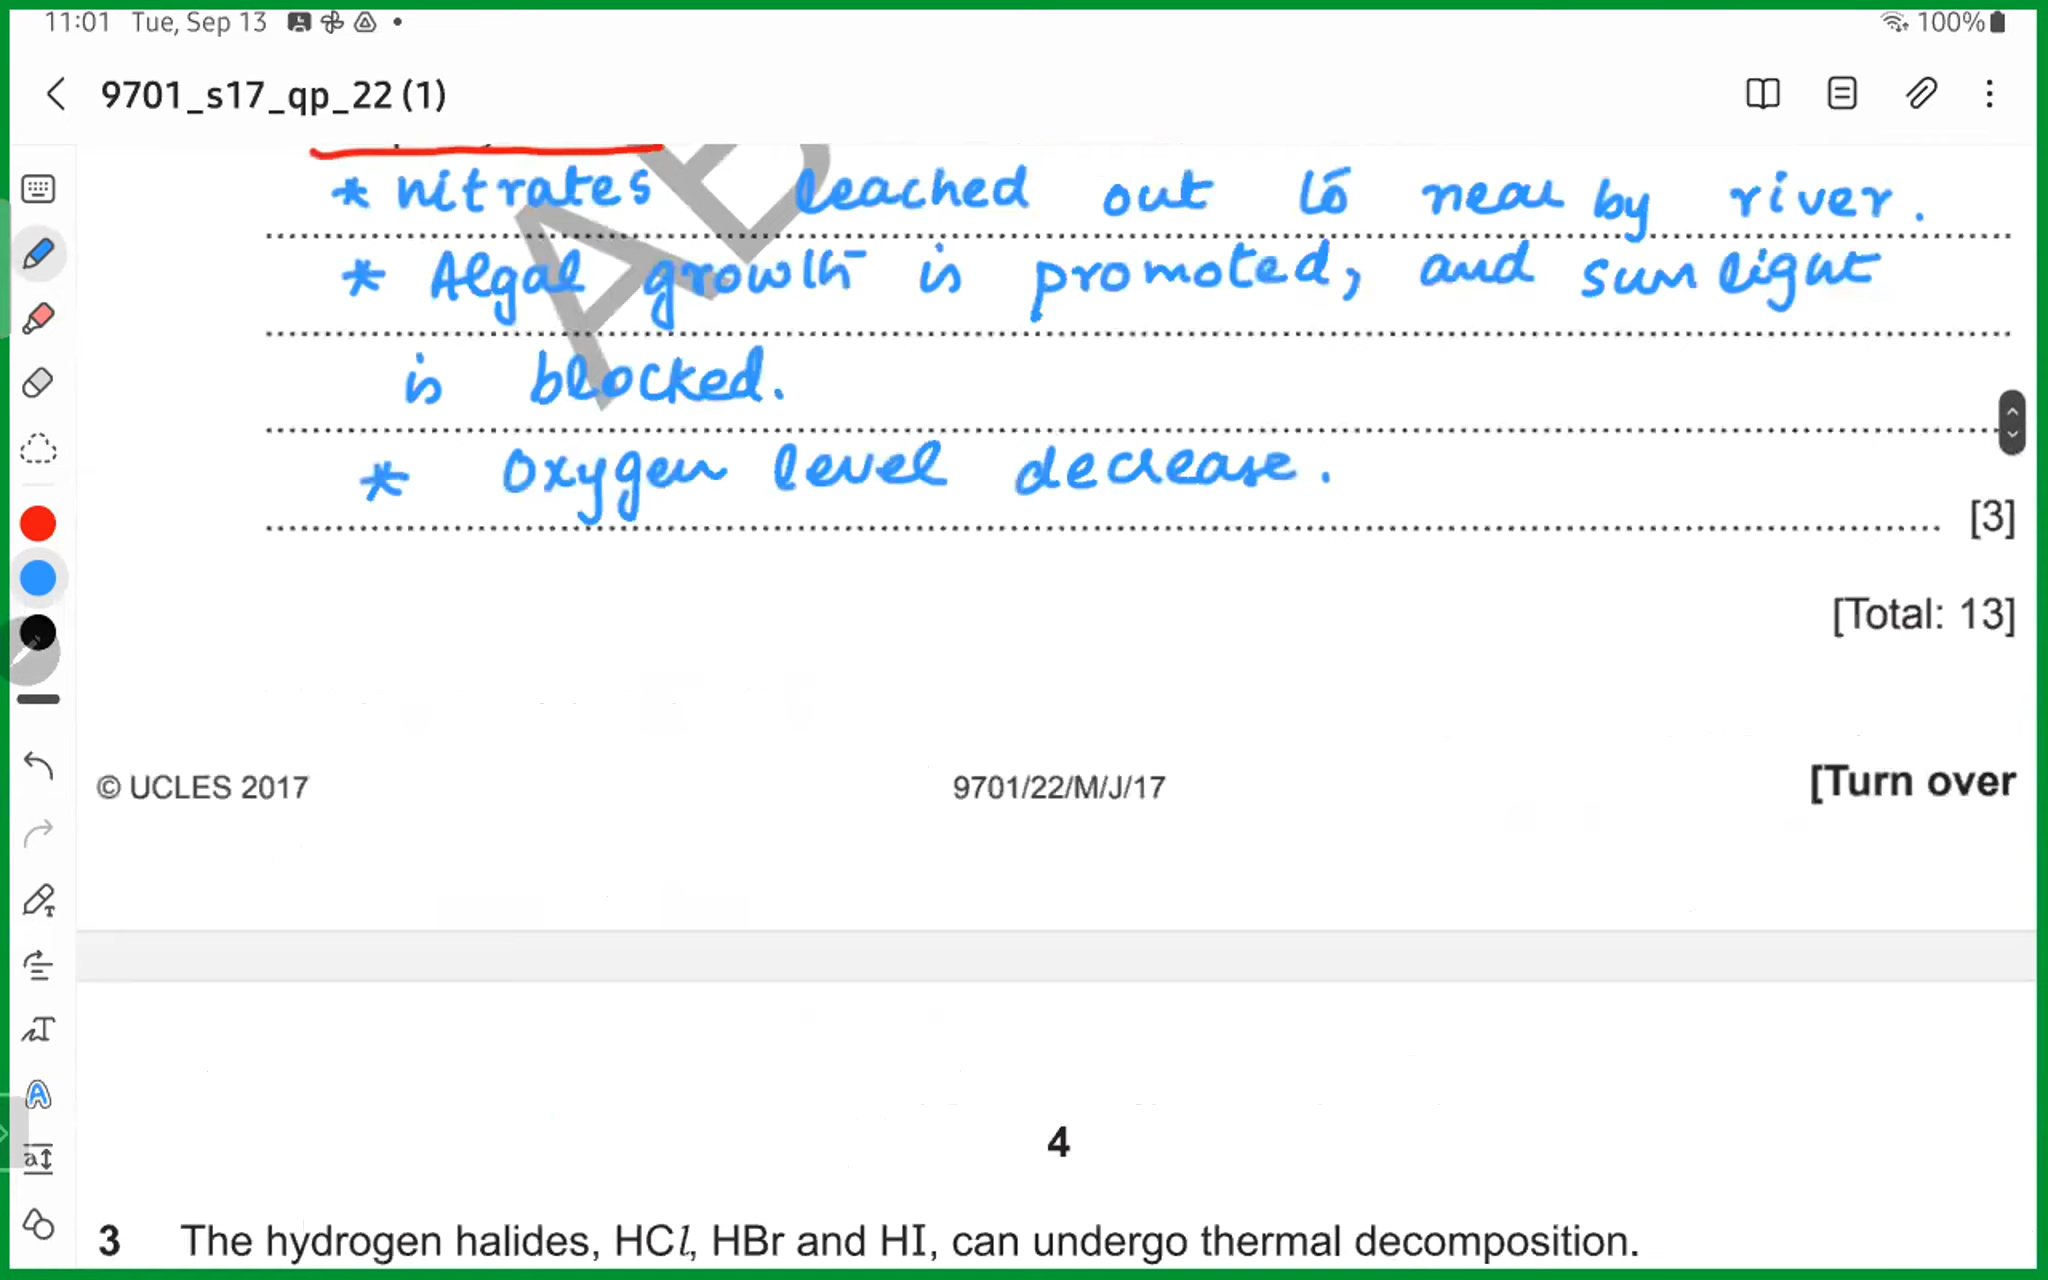 11:01 Tue, Sep 13
100%
9701_s17_qp_22 (1)
* nitrates leached out to near by river.
* Algal growth is promoted, and sun light
is blocked.
* Oxygen level decrease.
[3]
[Total: 13]
© UCLES 2017
9701/22/M/J/17
[Turn over
4
3 The hydrogen halides, HCl, HBr and HI, can undergo thermal decomposition.